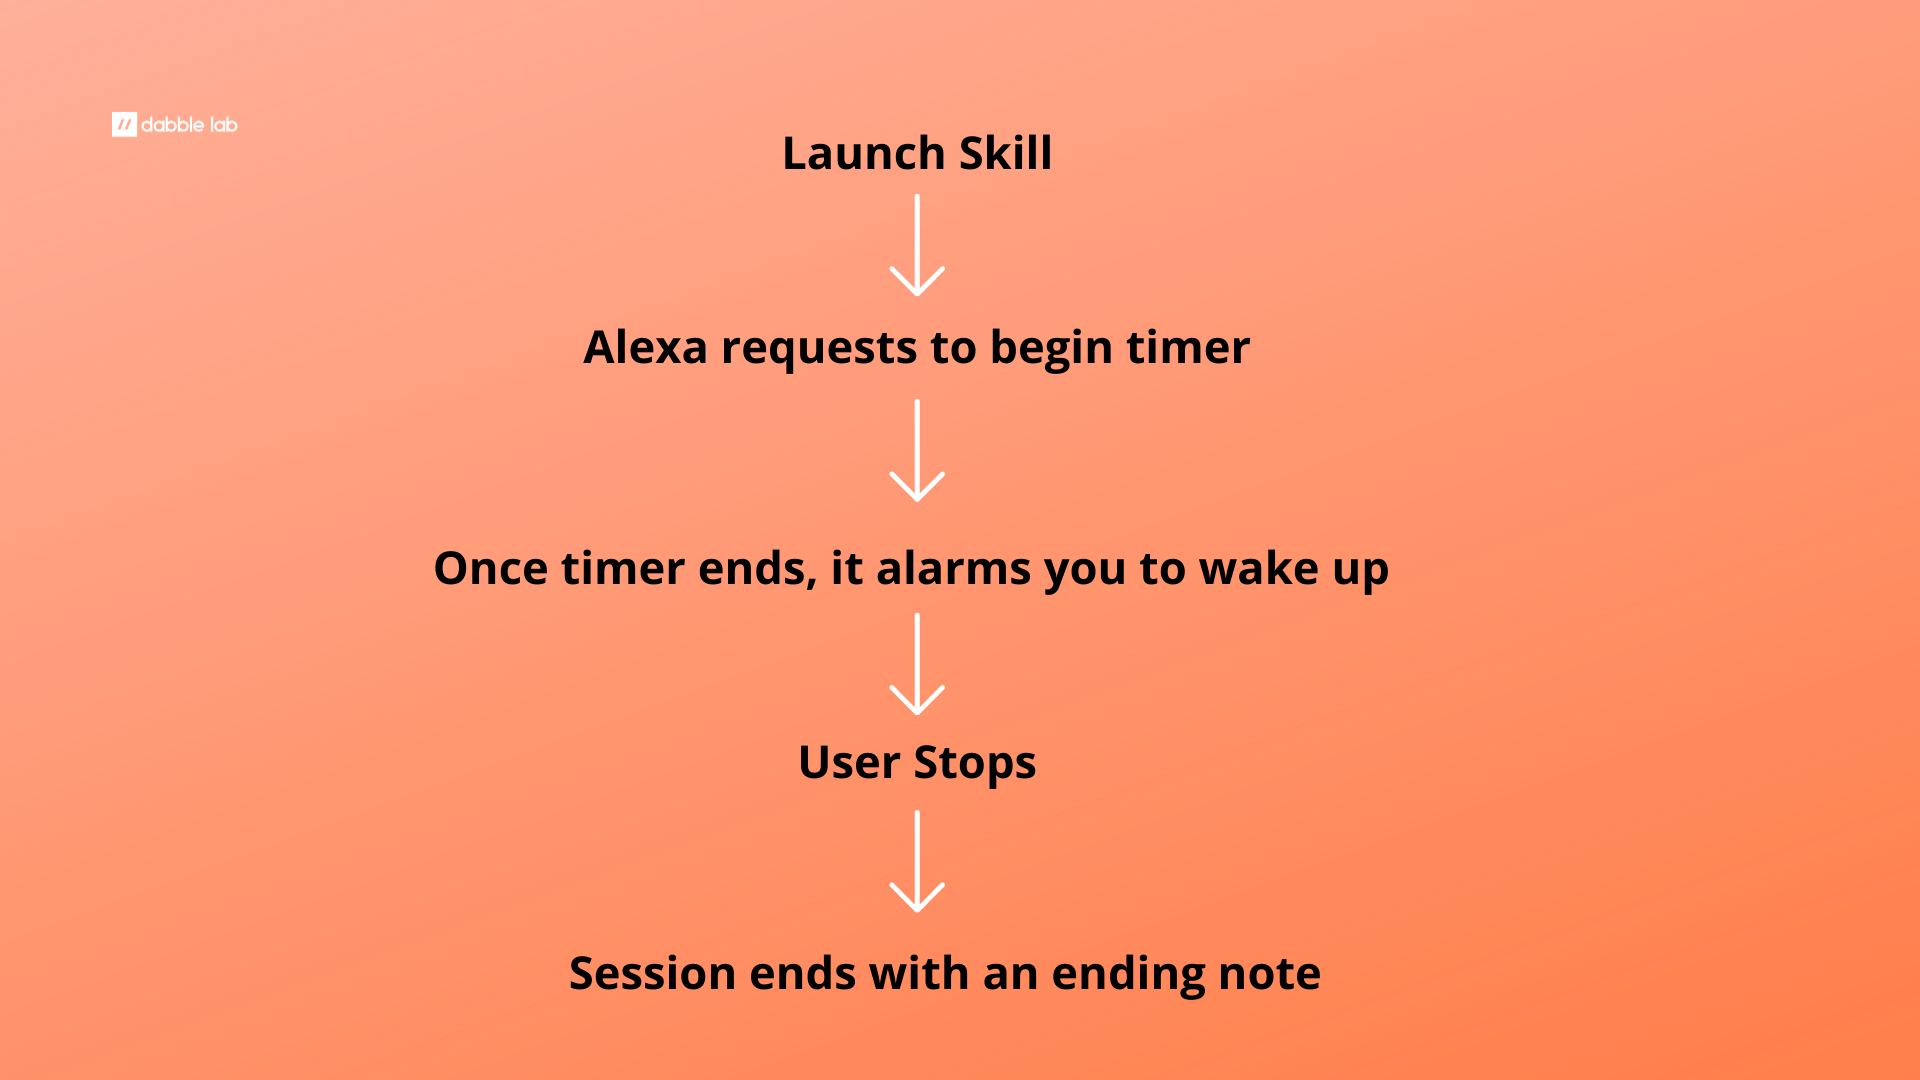 // dabble lab
Launch Skill
Alexa requests to begin timer
Once timer ends, it alarms you to wake up
User Stops
Session ends with an ending note